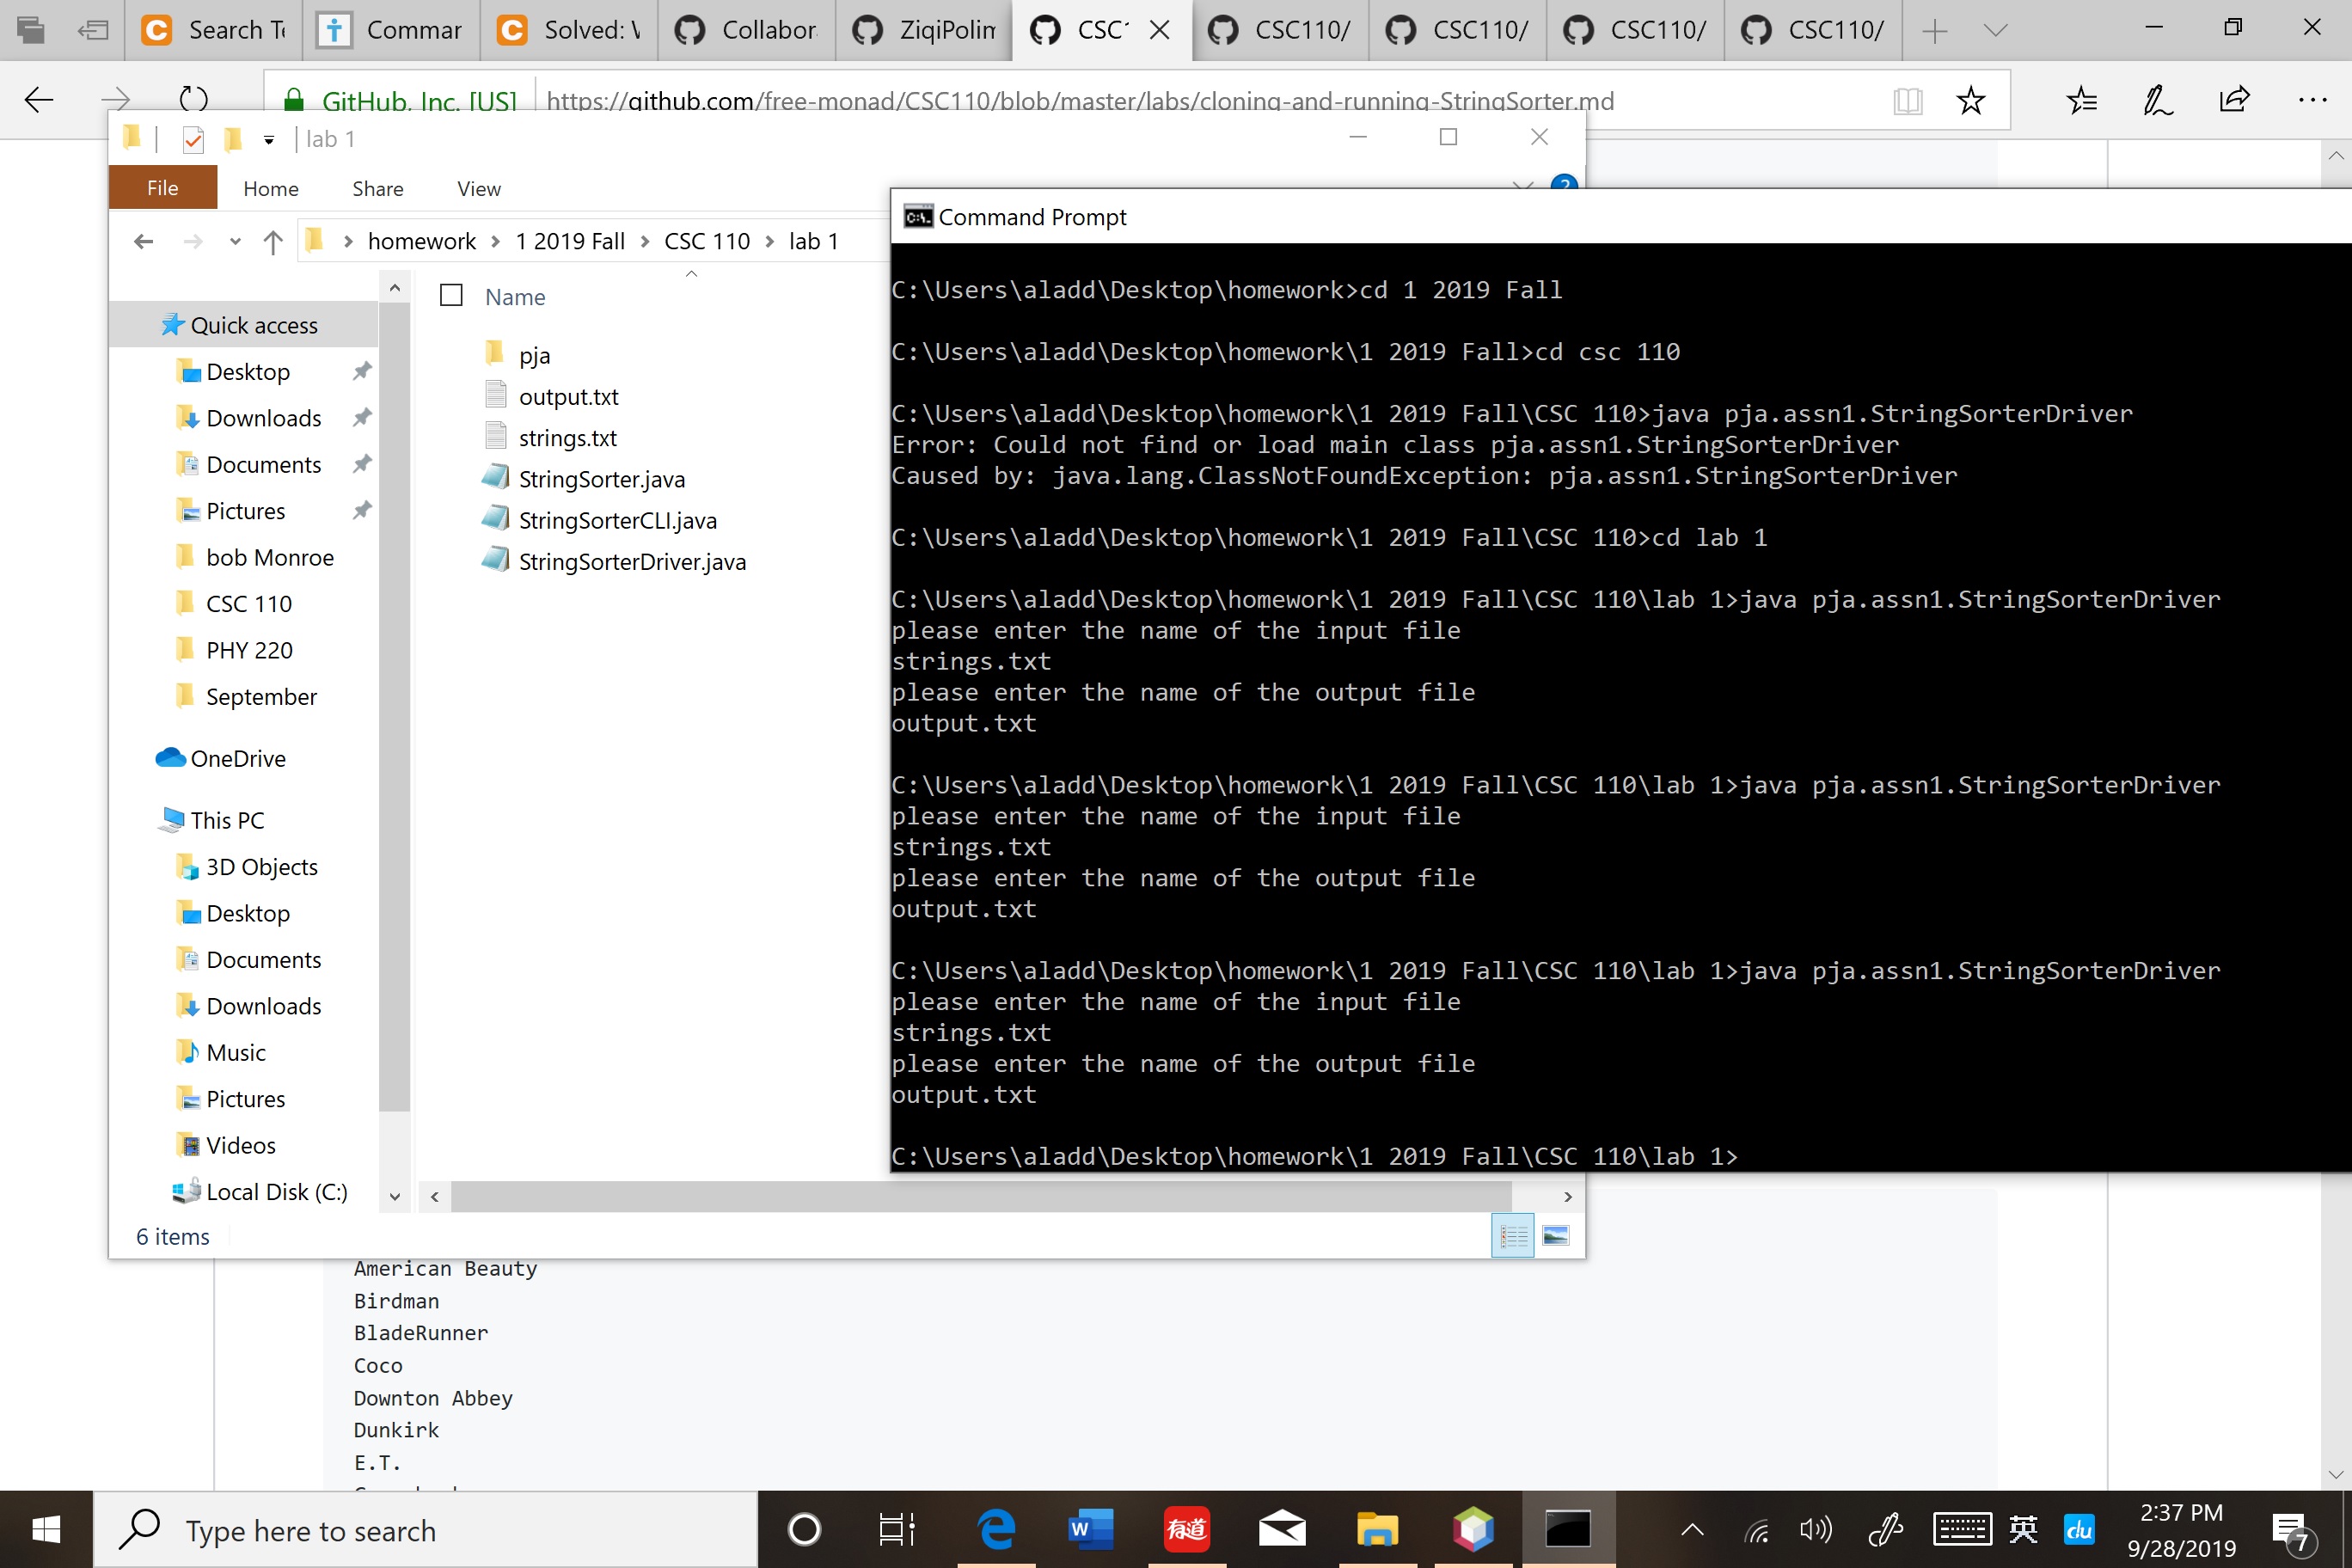 Search Te
Commar
Solved: V
Collabor
ZiqiPolim
CSC1
CSC110/
CSC110/
CSC110/
CSC110/
GitHub, Inc. [US] https://github.com/free-monad/CSC110/blob/master/labs/cloning-and-running-StringSorter.md
lab 1
File Home Share View
homework 1 2019 Fall CSC 110 lab 1
Name
Quick access
Desktop
Downloads
Documents
Pictures
bob Monroe
CSC 110
PHY 220
September
OneDrive
This PC
3D Objects
Desktop
Documents
Downloads
Music
Pictures
Videos
Local Disk (C:)
pja
output.txt
strings.txt
StringSorter.java
StringSorterCLI.java
StringSorterDriver.java
6 items
Command Prompt
C:\Users\aladd\Desktop\homework>cd 1 2019 Fall
C:\Users\aladd\Desktop\homework\1 2019 Fall>cd csc 110
C:\Users\aladd\Desktop\homework\1 2019 Fall\CSC 110>java pja.assn1.StringSorterDriver
Error: Could not find or load main class pja.assn1.StringSorterDriver
Caused by: java.lang.ClassNotFoundException: pja.assn1.StringSorterDriver
C:\Users\aladd\Desktop\homework\1 2019 Fall\CSC 110>cd lab 1
C:\Users\aladd\Desktop\homework\1 2019 Fall\CSC 110\lab 1>java pja.assn1.StringSorterDriver
please enter the name of the input file
strings.txt
please enter the name of the output file
output.txt
C:\Users\aladd\Desktop\homework\1 2019 Fall\CSC 110\lab 1>java pja.assn1.StringSorterDriver
please enter the name of the input file
strings.txt
please enter the name of the output file
output.txt
C:\Users\aladd\Desktop\homework\1 2019 Fall\CSC 110\lab 1>java pja.assn1.StringSorterDriver
please enter the name of the input file
strings.txt
please enter the name of the output file
output.txt
C:\Users\aladd\Desktop\homework\1 2019 Fall\CSC 110\lab 1>
American Beauty
Birdman
BladeRunner
Coco
Downton Abbey
Dunkirk
E.T.
Type here to search
有道
英
du
2:37 PM
9/28/2019
7